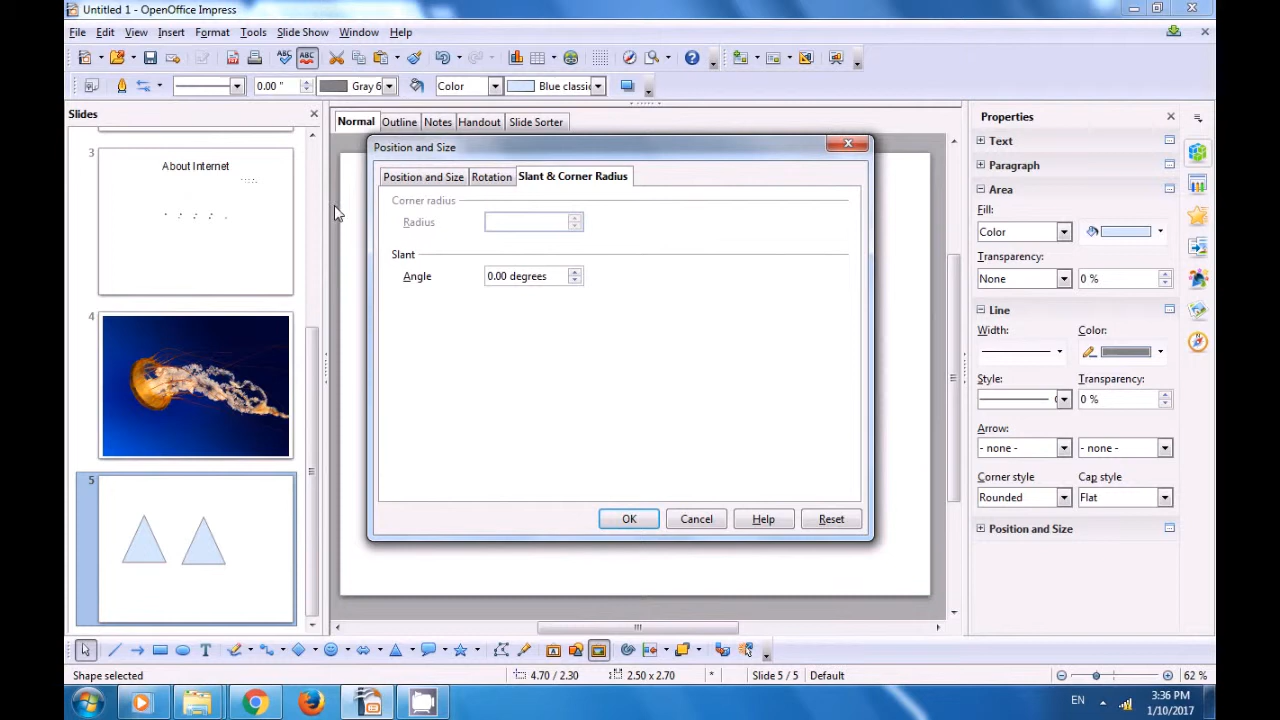 Untitled 1 - OpenOffice Impress
File Edit View Insert Format Tools Slide Show Window Help
0.00 " Gray 6 Color Blue classic
Slides
Normal Outline Notes Handout Slide Sorter
3
About Internet
4
5
Position and Size
Position and Size Rotation Slant & Corner Radius
Corner radius
Radius
Slant
Angle 0.00 degrees
OK Cancel Help Reset
Properties
Text
Paragraph
Area
Fill:
Color
Transparency:
None 0 %
Line
Width: Color:
Style: Transparency:
0 %
Arrow:
- none - - none -
Corner style Cap style
Rounded Flat
Position and Size
Shape selected 4.70 / 2.30 2.50 x 2.70 * Slide 5 / 5 Default 62 %
EN 3:36 PM
1/10/2017